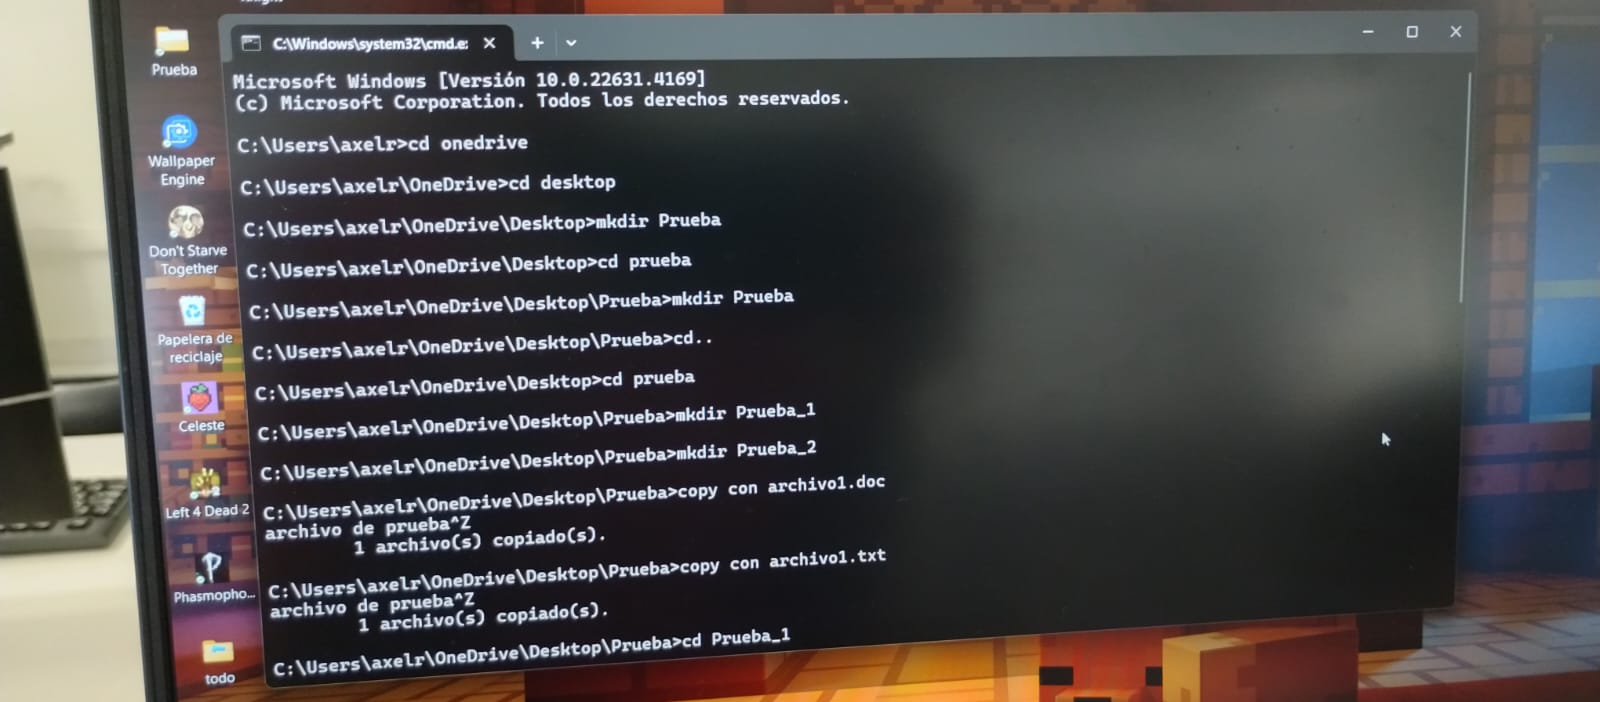 Prueba
Wallpaper
Engine
Don't Starve
Together
Papelera de
reciclaje
Celeste
Left 4 Dead 2
Phasmopho...
todo
C:\Windows\system32\cmd.e:
Microsoft Windows [Versión 10.0.22631.4169]
(c) Microsoft Corporation. Todos los derechos reservados.
C:\Users\axelr>cd onedrive
C:\Users\axelr\OneDrive>cd desktop
C:\Users\axelr\OneDrive\Desktop>mkdir Prueba
C:\Users\axelr\OneDrive\Desktop>cd prueba
C:\Users\axelr\OneDrive\Desktop\Prueba>mkdir Prueba
C:\Users\axelr\OneDrive\Desktop\Prueba>cd..
C:\Users\axelr\OneDrive\Desktop>cd prueba
C:\Users\axelr\OneDrive\Desktop\Prueba>mkdir Prueba_1
C:\Users\axelr\OneDrive\Desktop\Prueba>mkdir Prueba_2
C:\Users\axelr\OneDrive\Desktop\Prueba>copy con archivo1.doc
archivo de prueba^Z
1 archivo(s) copiado(s).
C:\Users\axelr\OneDrive\Desktop\Prueba>copy con archivo1.txt
archivo de prueba^Z
1 archivo(s) copiado(s).
C:\Users\axelr\OneDrive\Desktop\Prueba>cd Prueba_1